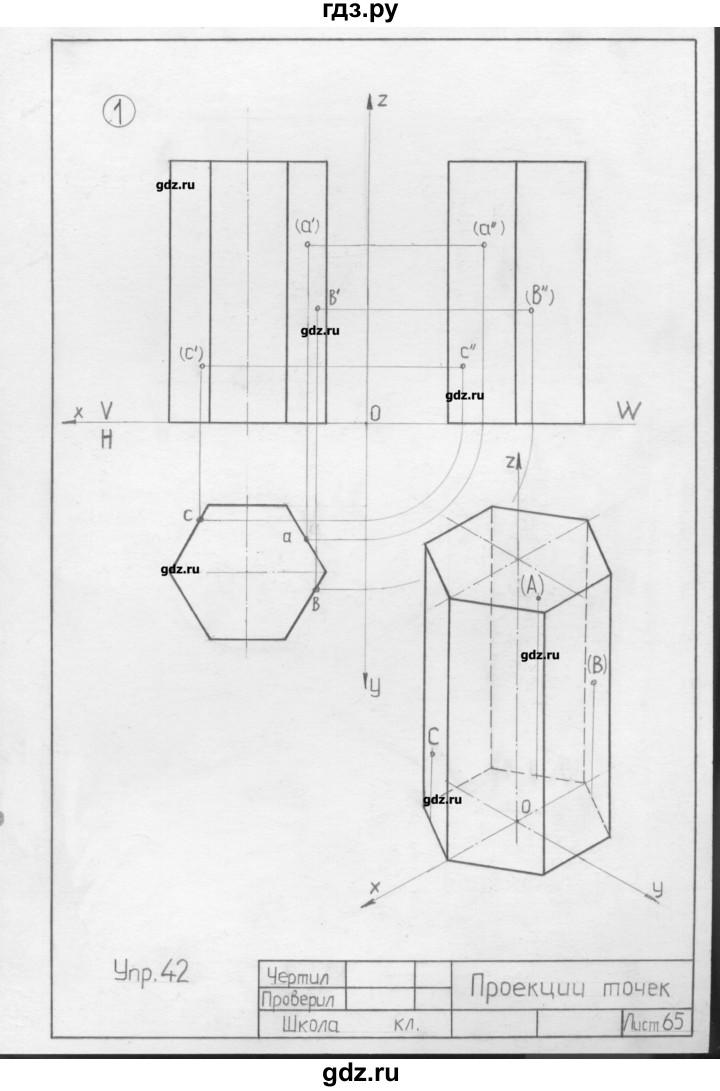 гдз.ру
1
z
gdz.ru
(a') (a")
B' (B")
gdz.ru
(c') c"
gdz.ru
x V O W
H
z
c
a
gdz.ru
(A)
B
gdz.ru
(B)
y
C
gdz.ru
O
x y
Упр. 42
Чертил
Проверил
Проекции точек
Школа кл. Лист 65
gdz.ru